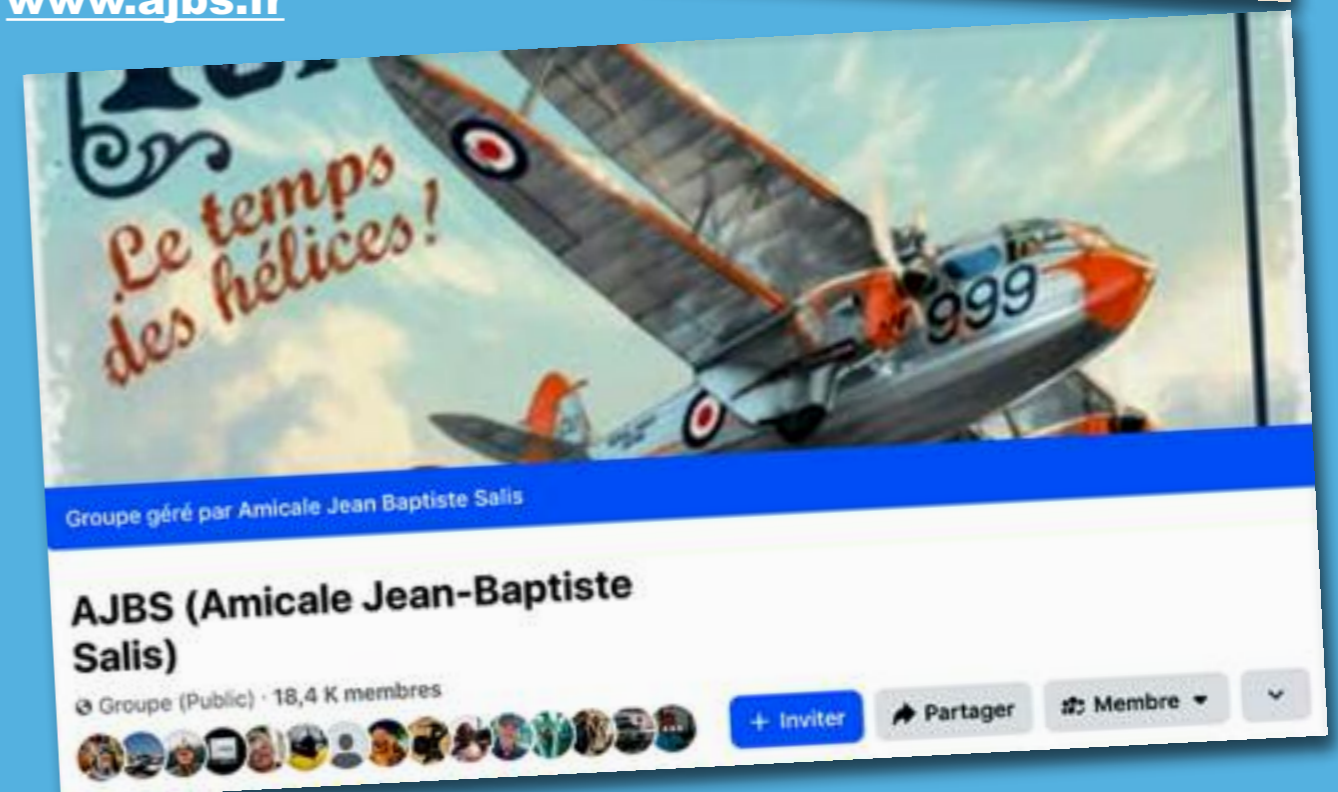 www.ajbs.fr
Le temps
des hélices!
999
Groupe géré par Amicale Jean Baptiste Salis
AJBS (Amicale Jean-Baptiste
Salis)
Groupe (Public) · 18,4 K membres
+ Inviter
Partager
Membre